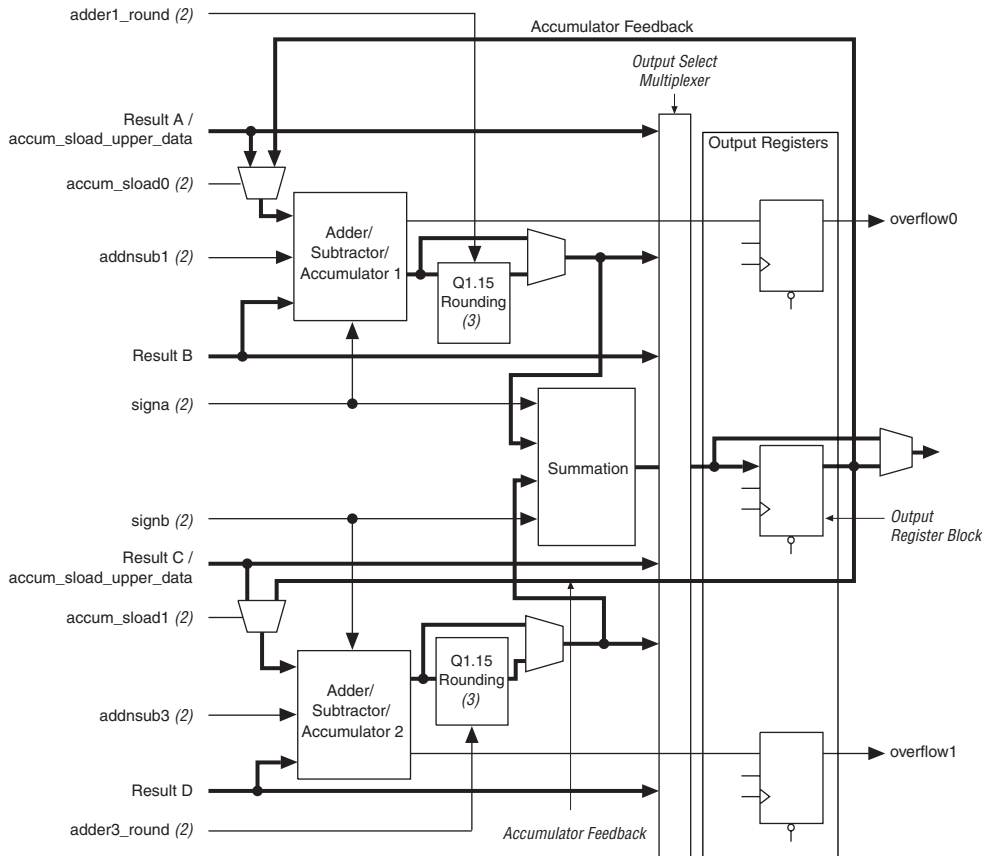 adder1_round (2)
Accumulator Feedback
Output Select
Multiplexer
Result A /
accum_sload_upper_data
Output Registers
accum_sload0 (2)
overflow0
Adder/
Subtractor/
Accumulator 1
addnsub1 (2)
Q1.15
Rounding
(3)
Result B
signa (2)
Summation
signb (2)
Output
Register Block
Result C /
accum_sload_upper_data
accum_sload1 (2)
Q1.15
Rounding
(3)
Adder/
Subtractor/
Accumulator 2
addnsub3 (2)
overflow1
Result D
adder3_round (2)
Accumulator Feedback